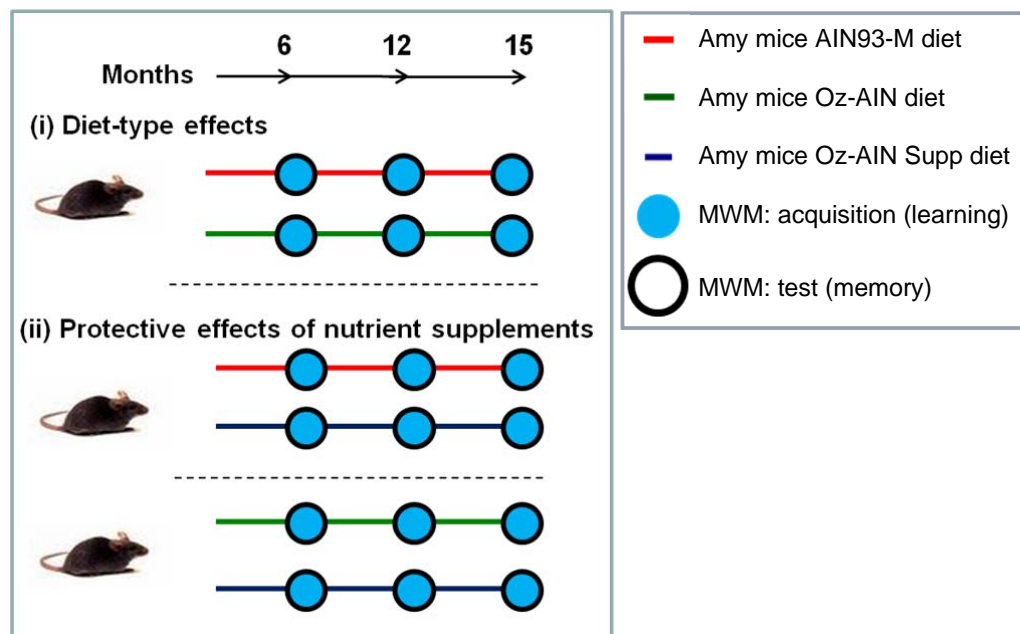 6 12 15
Months
(i) Diet-type effects
(ii) Protective effects of nutrient supplements
Amy mice AIN93-M diet
Amy mice Oz-AIN diet
Amy mice Oz-AIN Supp diet
MWM: acquisition (learning)
MWM: test (memory)